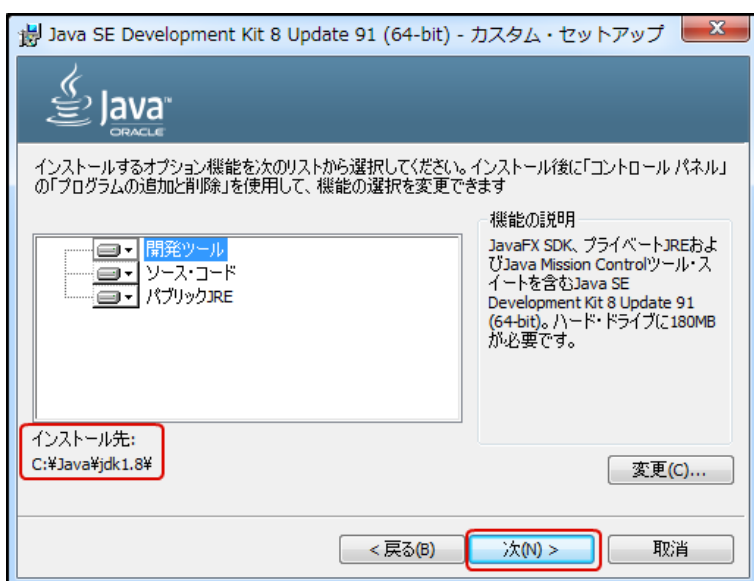 Java SE Development Kit 8 Update 91 (64-bit) - カスタム・セットアップ
Java™
ORACLE
インストールするオプション機能を次のリストから選択してください。インストール後に「コントロール パネル」
の「プログラムの追加と削除」を使用して、機能の選択を変更できます
開発ツール
ソース・コード
パブリックJRE
機能の説明
JavaFX SDK、プライベートJREおよ
びJava Mission Controlツール・ス
イートを含むJava SE
Development Kit 8 Update 91
(64-bit)。ハード・ドライブに180MB
が必要です。
インストール先:
C:¥Java¥jdk1.8¥
変更(C)...
< 戻る(B)
次(N) >
取消